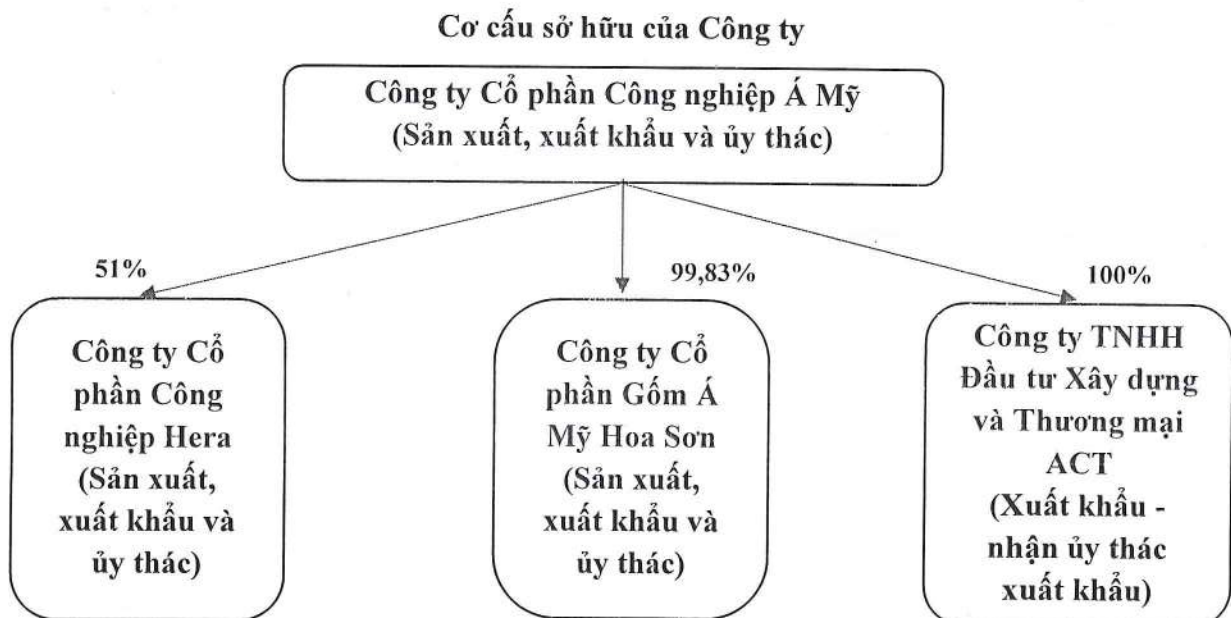 Cơ cấu sở hữu của Công ty
Công ty Cổ phần Công nghiệp Á Mỹ
(Sản xuất, xuất khẩu và ủy thác)
51%
99,83%
100%
Công ty Cổ
phần Công
nghiệp Hera
(Sản xuất,
xuất khẩu và
ủy thác)
Công ty Cổ
phần Gốm Á
Mỹ Hoa Sơn
(Sản xuất,
xuất khẩu và
ủy thác)
Công ty TNHH
Đầu tư Xây dựng
và Thương mại
ACT
(Xuất khẩu -
nhận ủy thác
xuất khẩu)